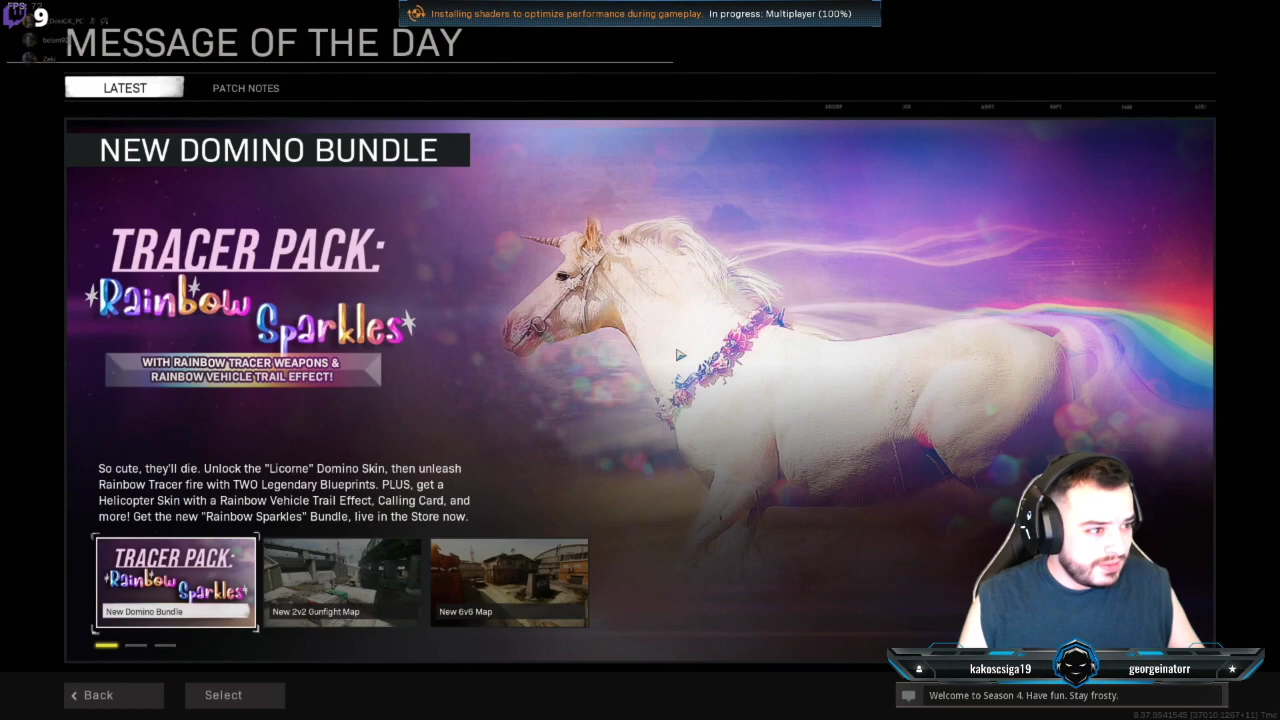 FPS 72
9
DoinGK_PC
Zeki
Installing shaders to optimize performance during gameplay. In progress: Multiplayer (100%)
MESSAGE OF THE DAY
LATEST
PATCH NOTES
NEW DOMINO BUNDLE
TRACER PACK:
Rainbow
Sparkles
WITH RAINBOW TRACER WEAPONS &
RAINBOW VEHICLE TRAIL EFFECT!
So cute, they'll die. Unlock the "Licorne" Domino Skin, then unleash
Rainbow Tracer fire with TWO Legendary Blueprints. PLUS, get a
Helicopter Skin with a Rainbow Vehicle Trail Effect, Calling Card, and
more! Get the new "Rainbow Sparkles" Bundle, live in the Store now.
TRACER PACK:
Rainbow
Sparkles
New Domino Bundle
New 2v2 Gunfight Map
New 6v6 Map
kakoscsiga19
georgeinatorr
Back
Select
Welcome to Season 4. Have fun. Stay frosty.